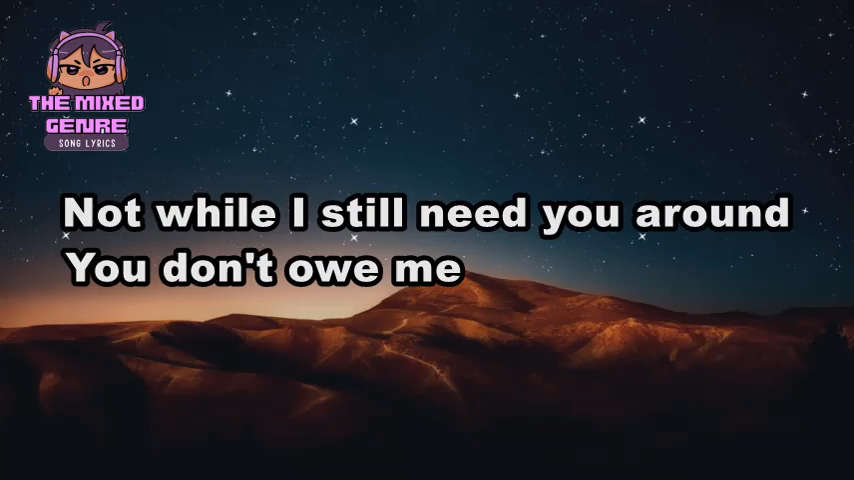 THE MIXED
GENRE
SONG LYRICS
Not while I still need you around
You don't owe me